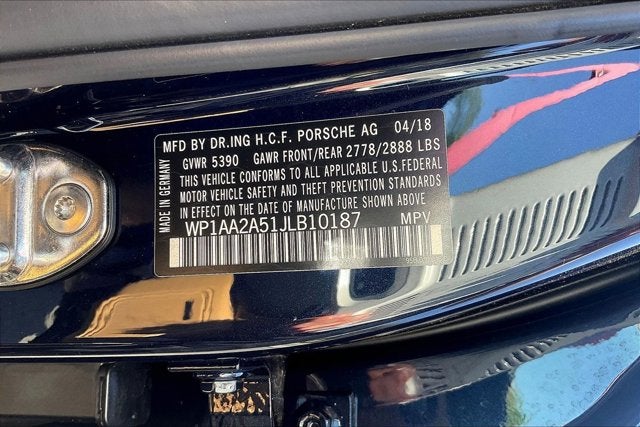 MFD BY DR.ING H.C.F. PORSCHE AG 04/18
GVWR 5390 GAWR FRONT/REAR 2778/2888 LBS
THIS VEHICLE CONFORMS TO ALL APPLICABLE U.S.FEDERAL
MOTOR VEHICLE SAFETY AND THEFT PREVENTION STANDARDS
IN EFFECT ON THE DATE OF MANUFACTURE SHOWN ABOVE
WP1AA2A51JLB10187 MPV
MADE IN GERMANY